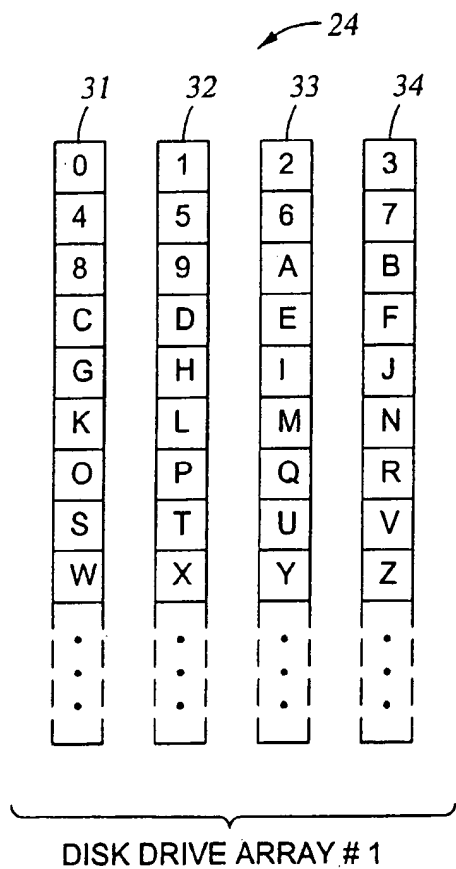 24
31 32 33 34
0 1 2 3
4 5 6 7
8 9 A B
C D E F
G H I J
K L M N
O P Q R
S T U V
W X Y Z
DISK DRIVE ARRAY # 1